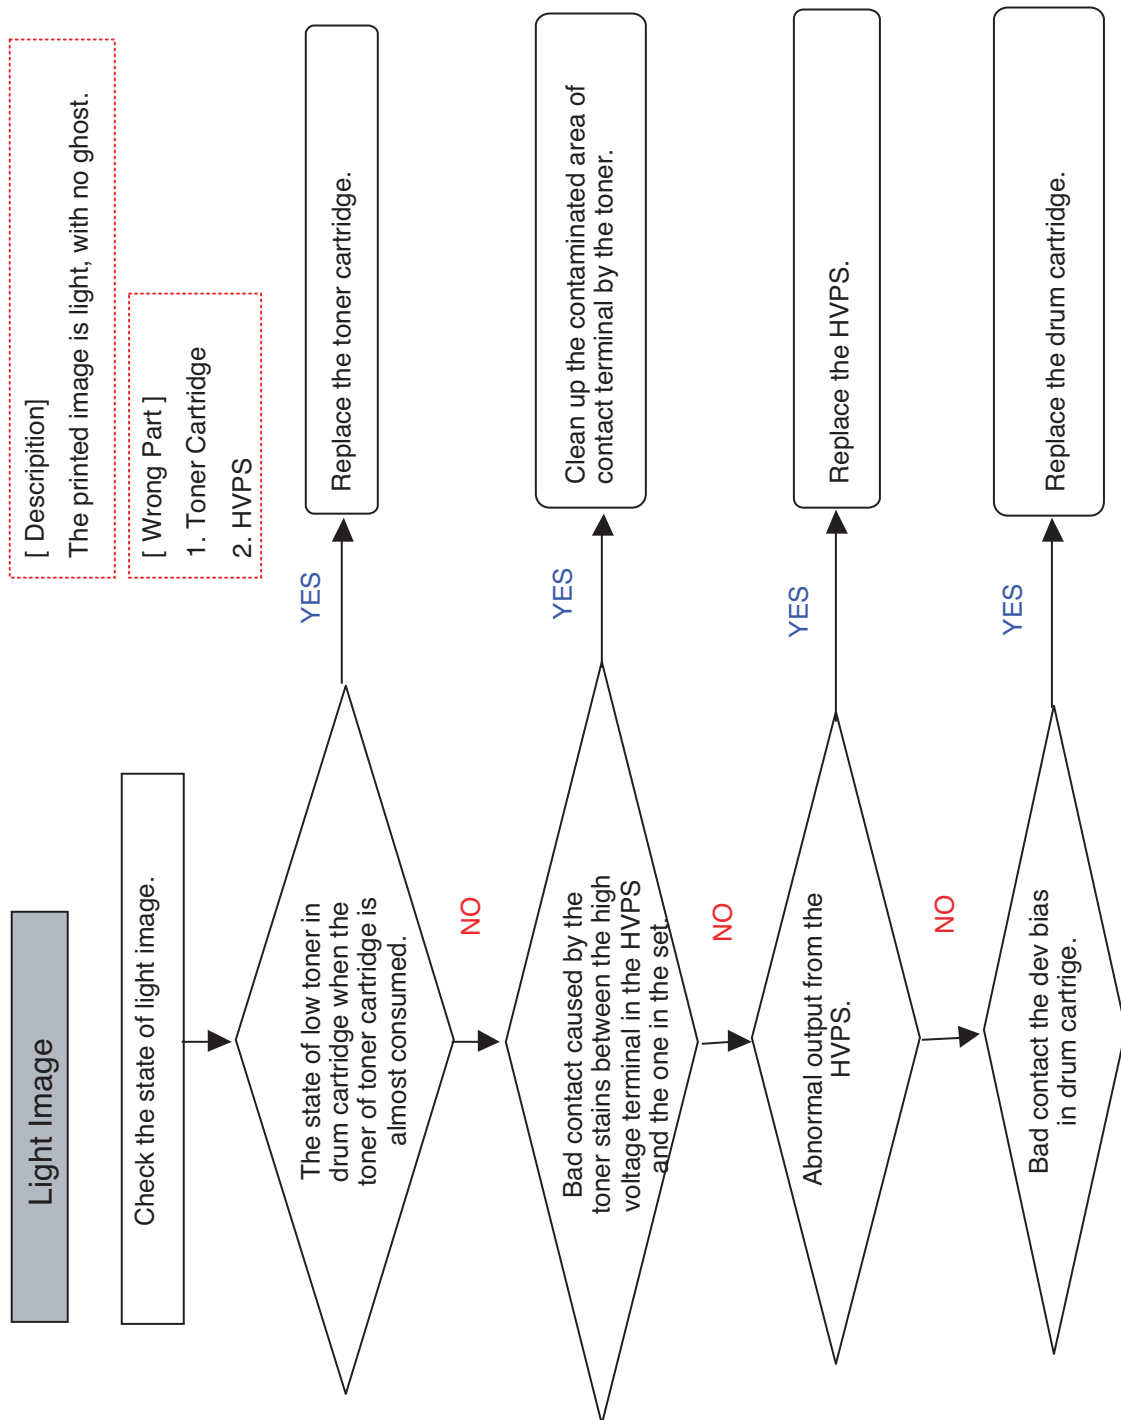 Light Image
[ Descripition]
The printed image is light, with no ghost.
[ Wrong Part ]
1. Toner Cartridge
2. HVPS
Check the state of light image.
The state of low toner in
drum cartridge when the
toner of toner cartridge is
almost consumed.
YES
Replace the toner cartridge.
NO
Bad contact caused by the
toner stains between the high
voltage terminal in the HVPS
and the one in the set.
YES
Clean up the contaminated area of
contact terminal by the toner.
NO
Abnormal output from the
HVPS.
YES
Replace the HVPS.
NO
Bad contact the dev bias
in drum cartrige.
YES
Replace the drum cartridge.